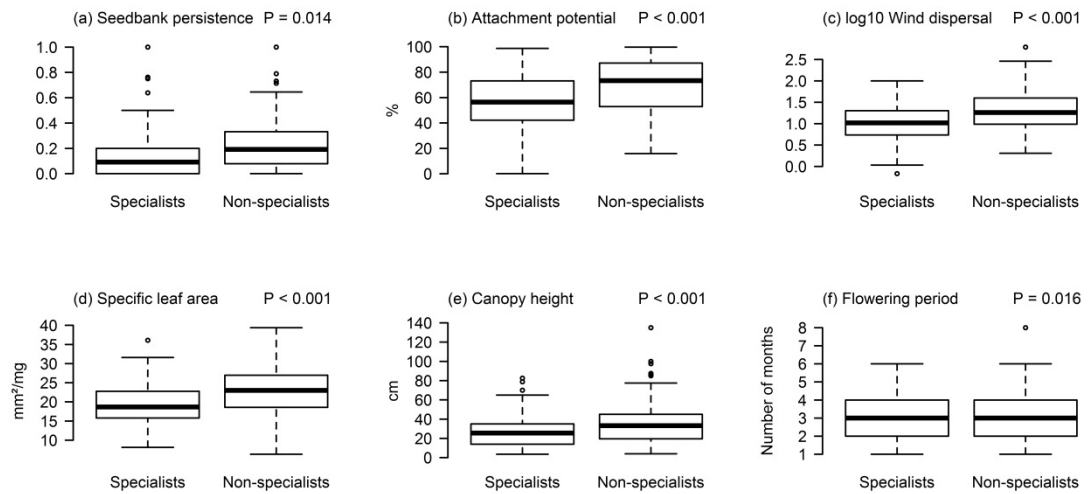 (a) Seedbank persistence P = 0.014
1.0
0.8
0.6
0.4
0.2
0.0
Specialists Non-specialists
(b) Attachment potential P < 0.001
%
100
80
60
40
20
0
Specialists Non-specialists
(c) log10 Wind dispersal P < 0.001
2.5
2.0
1.5
1.0
0.5
0.0
Specialists Non-specialists
(d) Specific leaf area P < 0.001
mm²/mg
40
35
30
25
20
15
10
Specialists Non-specialists
(e) Canopy height P < 0.001
cm
140
120
100
80
60
40
20
0
Specialists Non-specialists
(f) Flowering period P = 0.016
Number of months
8
7
6
5
4
3
2
1
Specialists Non-specialists